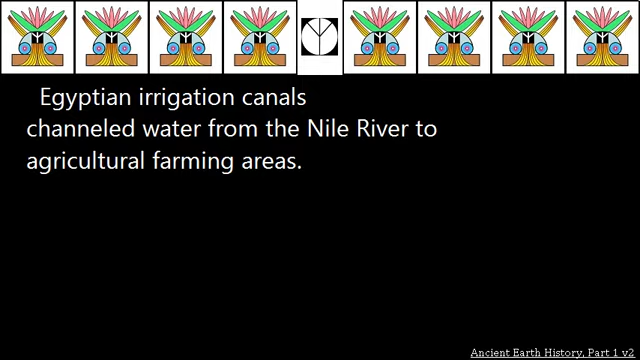 Egyptian irrigation canals
channeled water from the Nile River to
agricultural farming areas.
Ancient Earth History, Part 1 v2